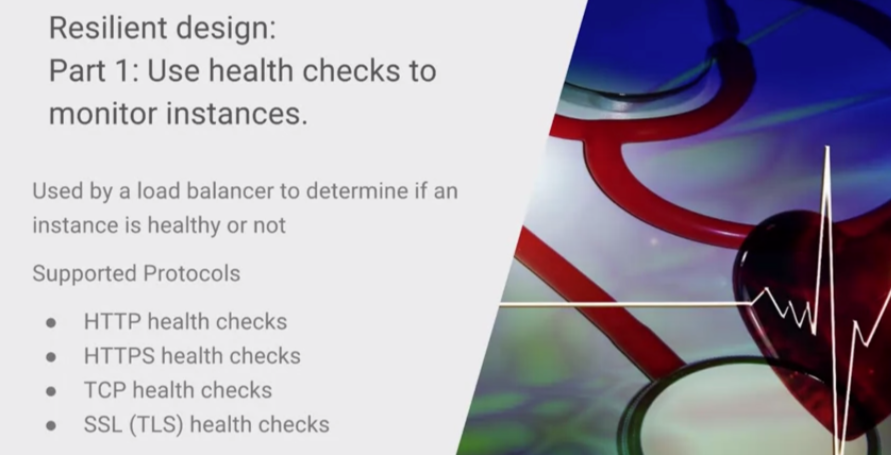 Resilient design:
Part 1: Use health checks to
monitor instances.
Used by a load balancer to determine if an
instance is healthy or not
Supported Protocols
● HTTP health checks
● HTTPS health checks
● TCP health checks
● SSL (TLS) health checks